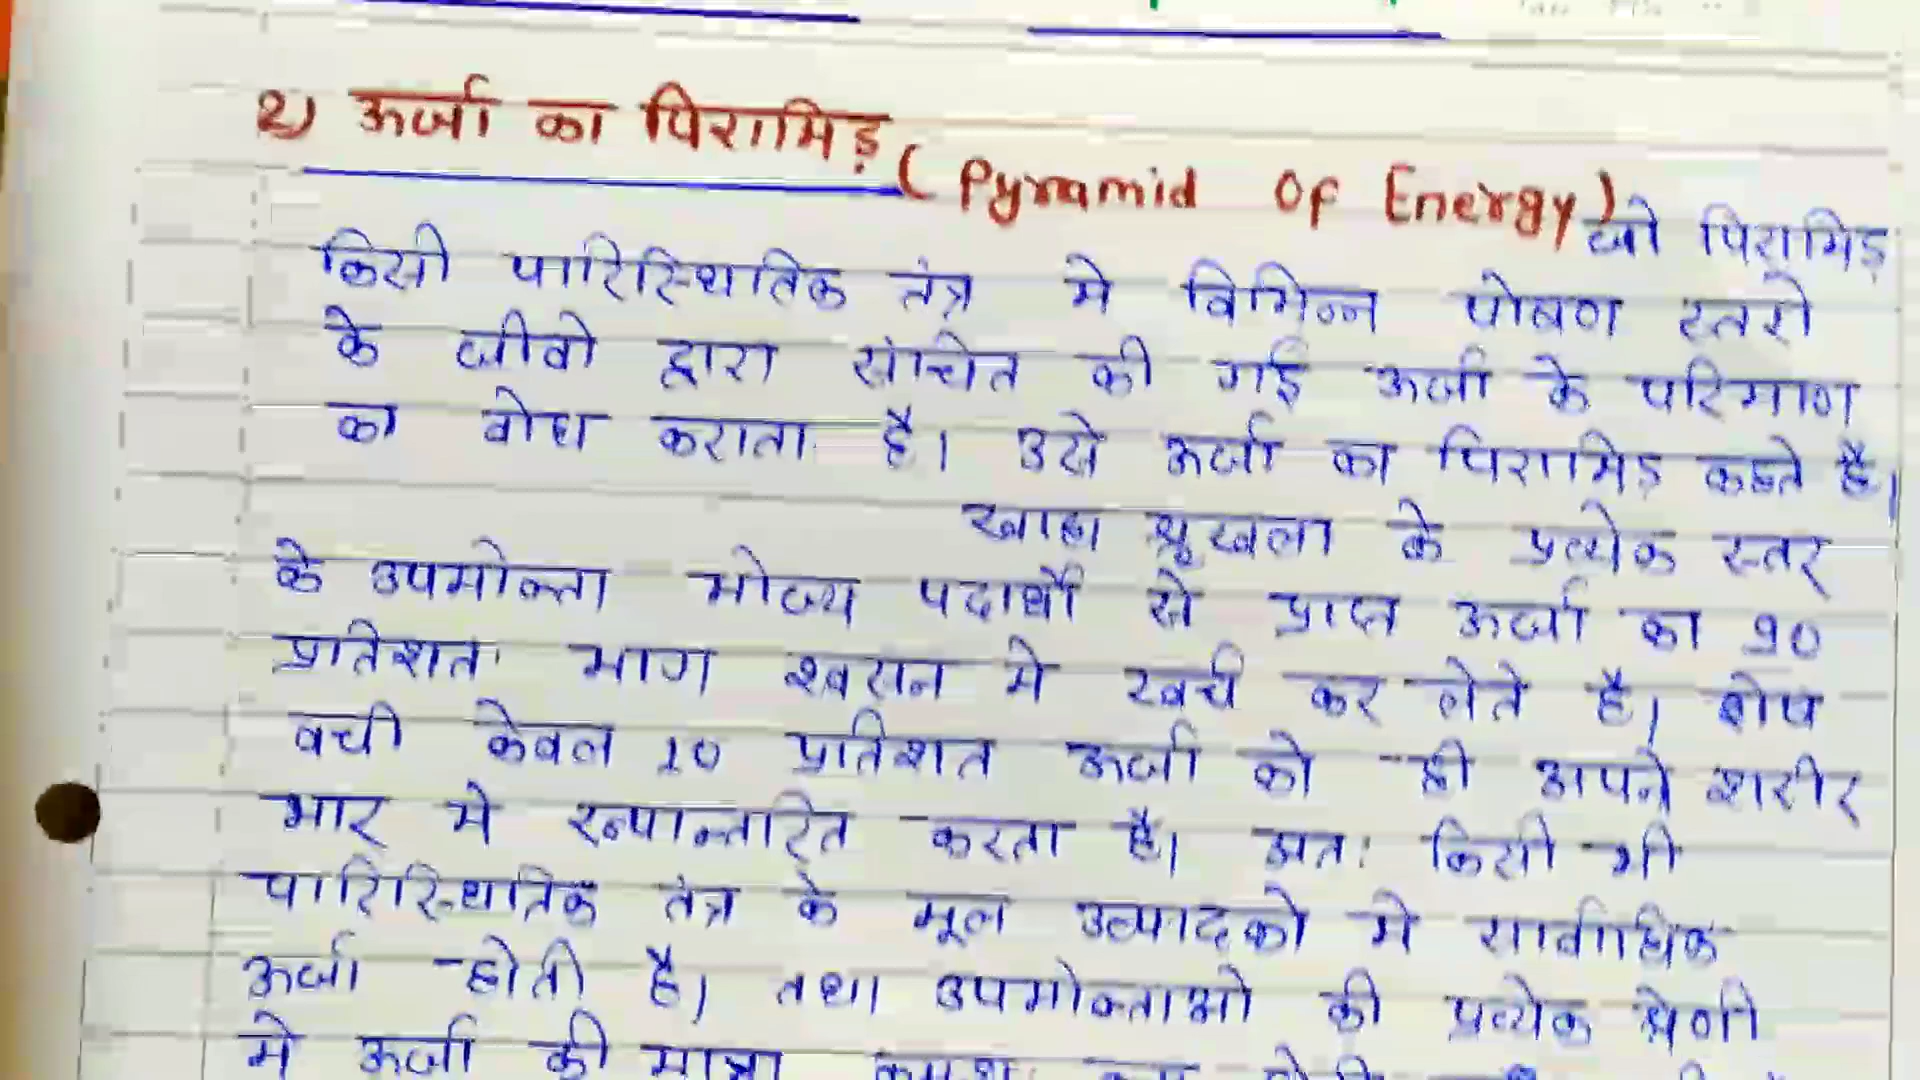 2) ऊर्जा का पिरामिड़ (Pyramid Of Energy) जो पिरामिड़
किसी पारिस्थितिक तंत्र मे विभिन्न पोषण स्तरो
के जीवो द्वारा संचित की गई ऊर्जा के परिमाण
का बोध कराता है। उसे ऊर्जा का पिरामिड़ कहते है।
खाद्य श्रृखला के प्रत्येक स्तर
के उपभोक्ता भोज्य पदार्थो से प्राप्त ऊर्जा का 90
प्रतिशत भाग श्वसन मे खर्च कर लेते है। शेष
बची केवल 10 प्रतिशत ऊर्जा को ही अपने शरीर
भार मे रूपान्तरित करता है। अतः किसी भी
पारिस्थितिक तंत्र के मूल उत्पादको मे सार्वाधिक
ऊर्जा होती है। तथा उपभोक्ताओ की प्रत्येक श्रेणी
मे ऊर्जा की मात्रा